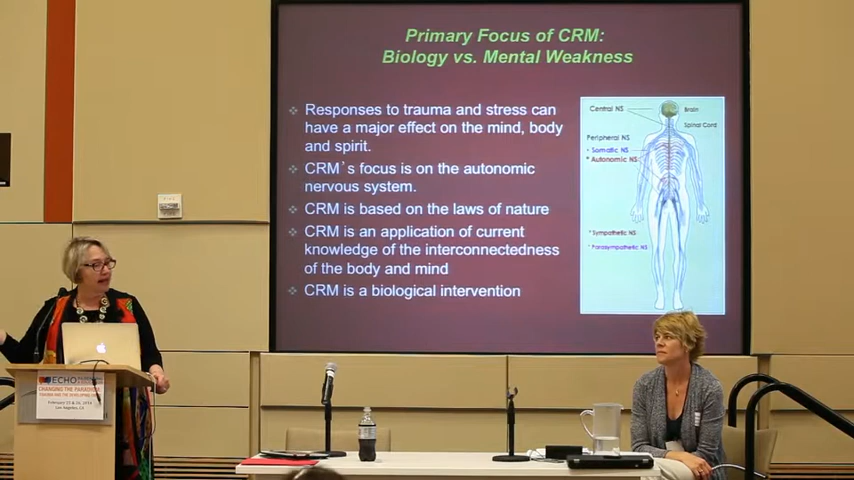 Primary Focus of CRM:
Biology vs. Mental Weakness
Responses to trauma and stress can
have a major effect on the mind, body
and spirit.
CRM's focus is on the autonomic
nervous system.
CRM is based on the laws of nature
CRM is an application of current
knowledge of the interconnectedness
of the body and mind
CRM is a biological intervention
Central NS
Brain
Spinal Cord
Peripheral NS
* Somatic NS
* Autonomic NS
* Sympathetic NS
* Parasympathetic NS
ECHO
CHANGING THE PARADIGM
Los Angeles, CA